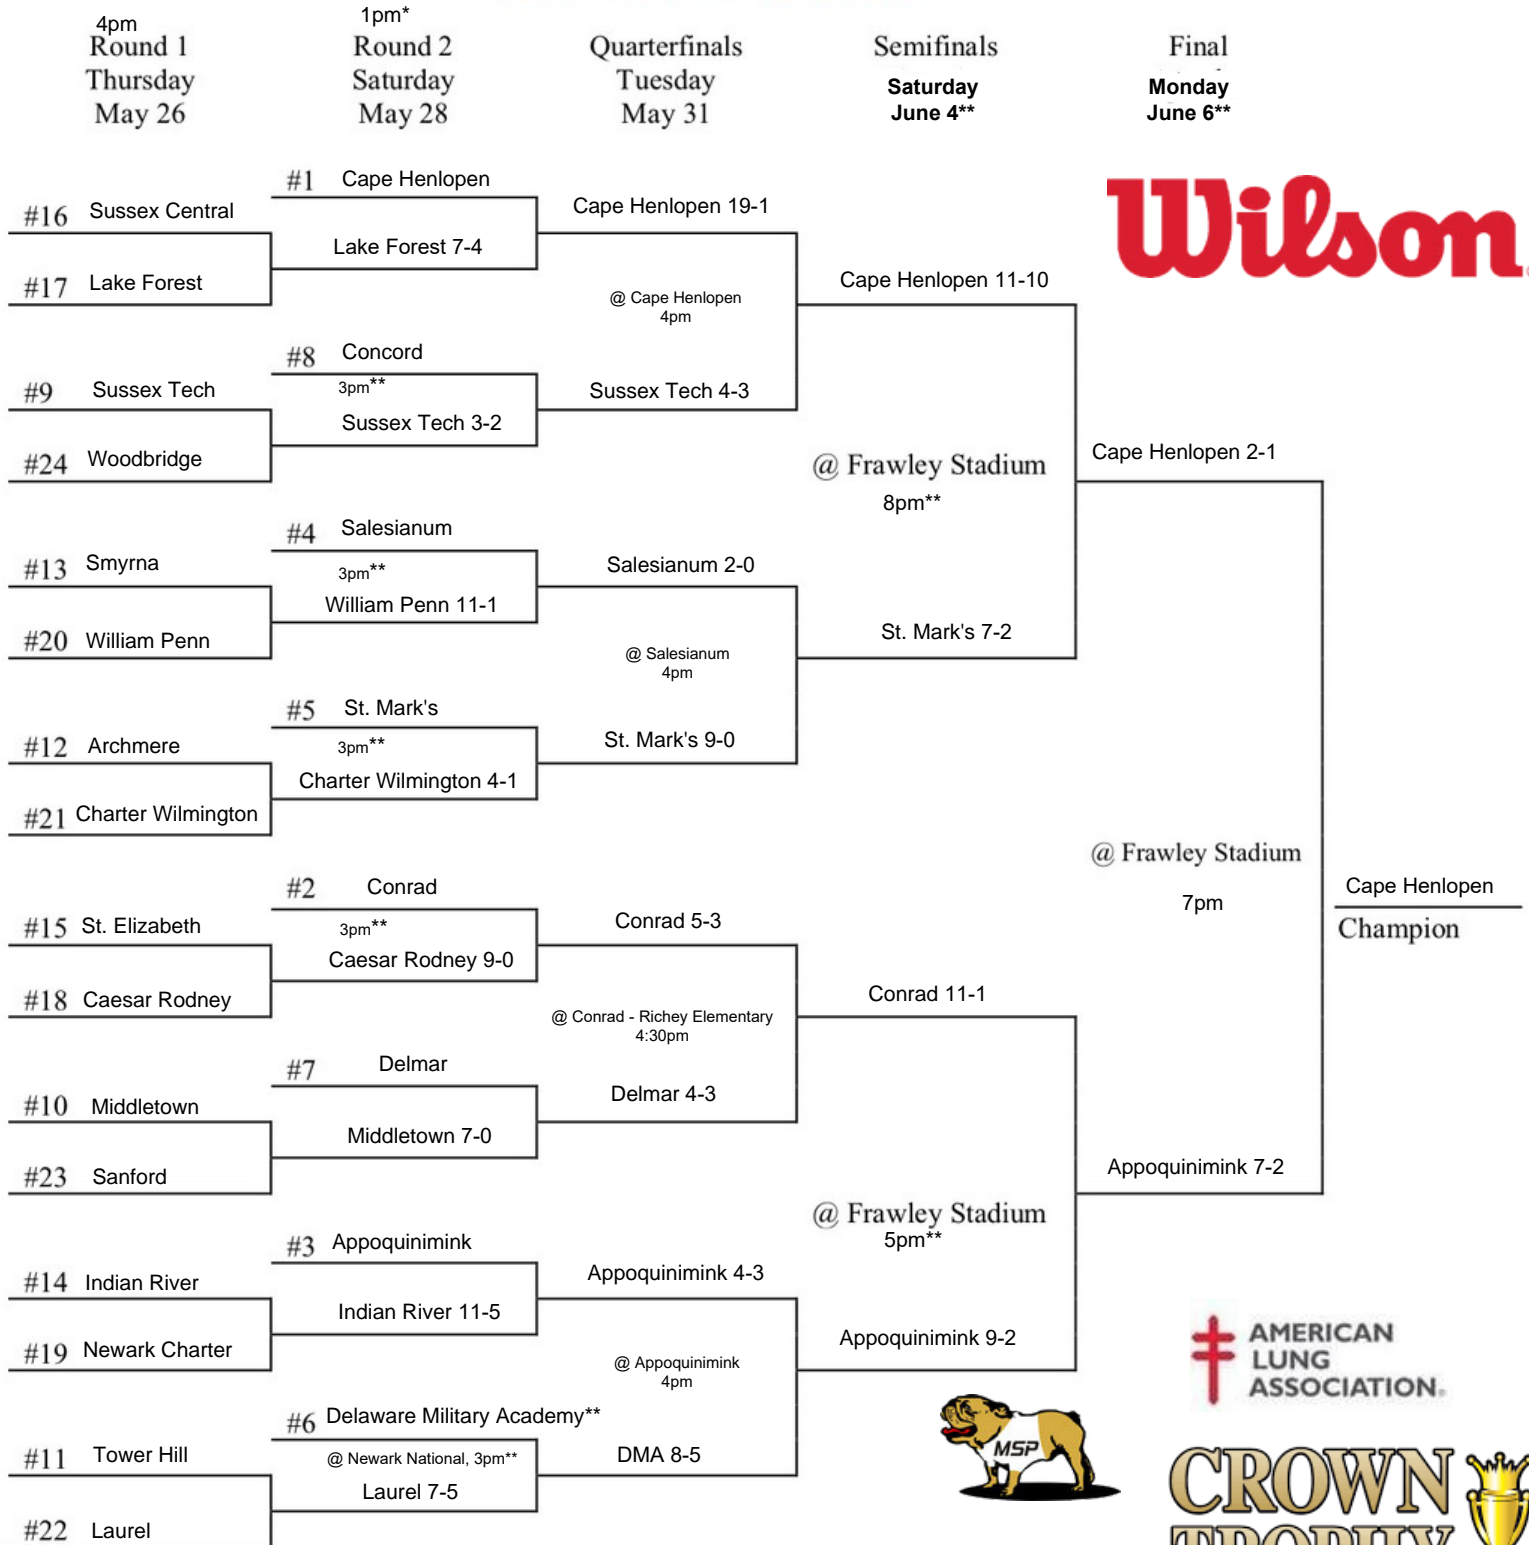 4pm
Round 1
Thursday
May 26
1pm*
Round 2
Saturday
May 28
Quarterfinals
Tuesday
May 31
Semifinals
Saturday
June 4**
Final
Monday
June 6**
Wilson
#16 Sussex Central
#17 Lake Forest
#9 Sussex Tech
#24 Woodbridge
#13 Smyrna
#20 William Penn
#12 Archmere
#21 Charter Wilmington
#15 St. Elizabeth
#18 Caesar Rodney
#10 Middletown
#23 Sanford
#14 Indian River
#19 Newark Charter
#11 Tower Hill
#22 Laurel
#1 Cape Henlopen
Lake Forest 7-4
#8 Concord
3pm**
Sussex Tech 3-2
#4 Salesianum
3pm**
William Penn 11-1
#5 St. Mark's
3pm**
Charter Wilmington 4-1
#2 Conrad
3pm**
Caesar Rodney 9-0
#7 Delmar
Middletown 7-0
#3 Appoquinimink
Indian River 11-5
#6 Delaware Military Academy**
@ Newark National, 3pm**
Laurel 7-5
Cape Henlopen 19-1
@ Cape Henlopen
4pm
Sussex Tech 4-3
Salesianum 2-0
@ Salesianum
4pm
St. Mark's 9-0
Conrad 5-3
@ Conrad - Richey Elementary
4:30pm
Delmar 4-3
Appoquinimink 4-3
@ Appoquinimink
4pm
DMA 8-5
Cape Henlopen 11-10
@ Frawley Stadium
8pm**
St. Mark's 7-2
Conrad 11-1
@ Frawley Stadium
5pm**
Appoquinimink 9-2
Cape Henlopen 2-1
@ Frawley Stadium
7pm
Appoquinimink 7-2
Cape Henlopen
Champion
AMERICAN
LUNG
ASSOCIATION®
MSP
CROWN
TROPHY